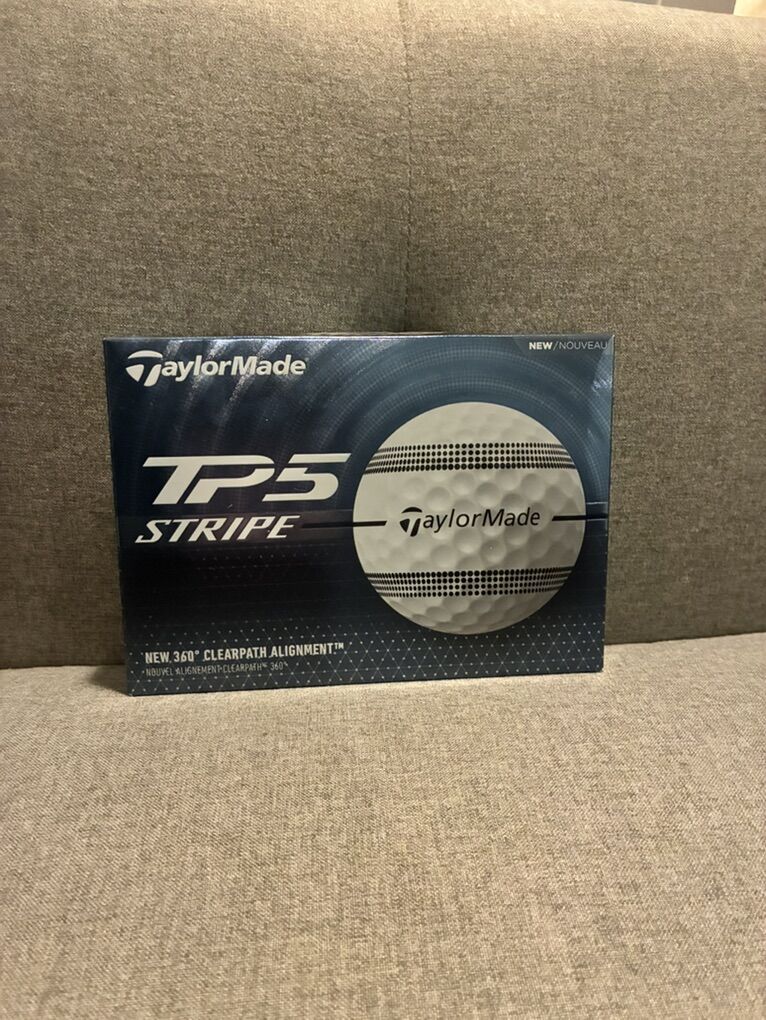 TaylorMade
NEW/NOUVEAU
TP5
STRIPE
TaylorMade
NEW 360° CLEARPATH ALIGNMENT™
NOUVEL ALIGNEMENT CLEARPATH™ 360°